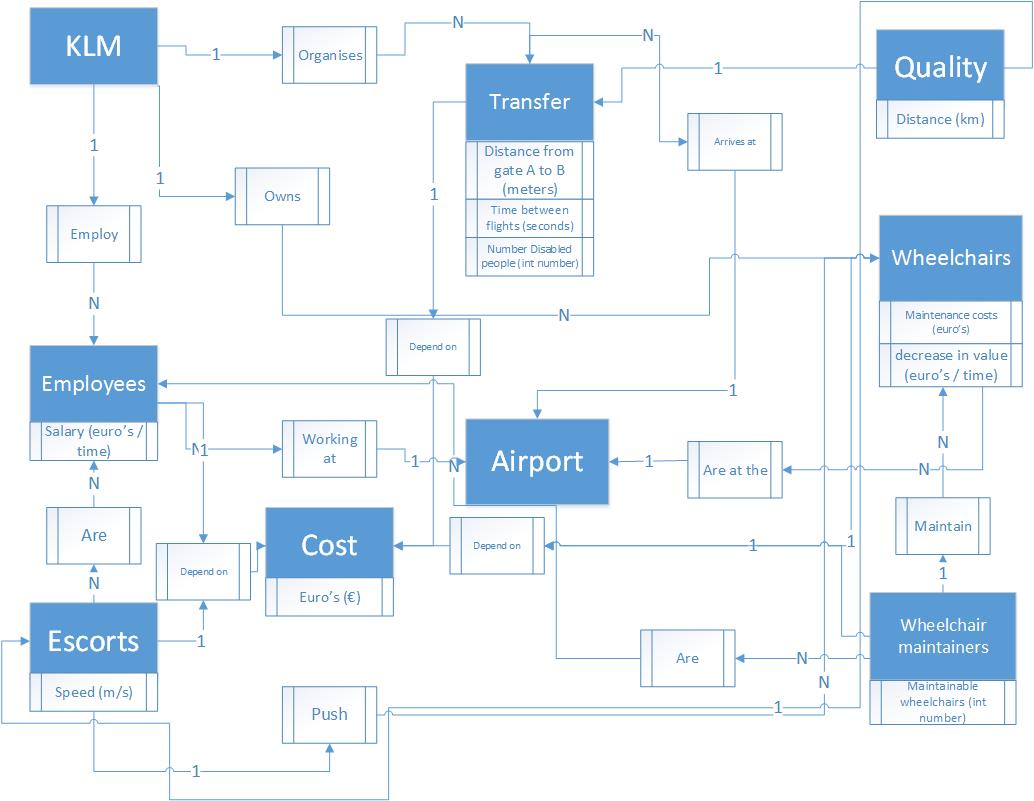 KLM
1
Organises
N
N
1
Quality
Distance (km)
Transfer
Distance from
gate A to B
(meters)
Time between
flights (seconds)
Number Disabled
people (int number)
Arrives at
1
1
1
Owns
Employ
Wheelchairs
Maintenance costs
(euro's)
decrease in value
(euro's / time)
N
N
Depend on
Employees
Salary (euro's /
time)
1
N
1
Working
at
1
N
Airport
1
Are at the
N
N
N
Are
N
Depend on
Cost
Euro's (€)
Depend on
1
1
Maintain
1
Escorts
Speed (m/s)
1
Are
N
N
Wheelchair
maintainers
Maintainable
wheelchairs (int
number)
Push
1
1